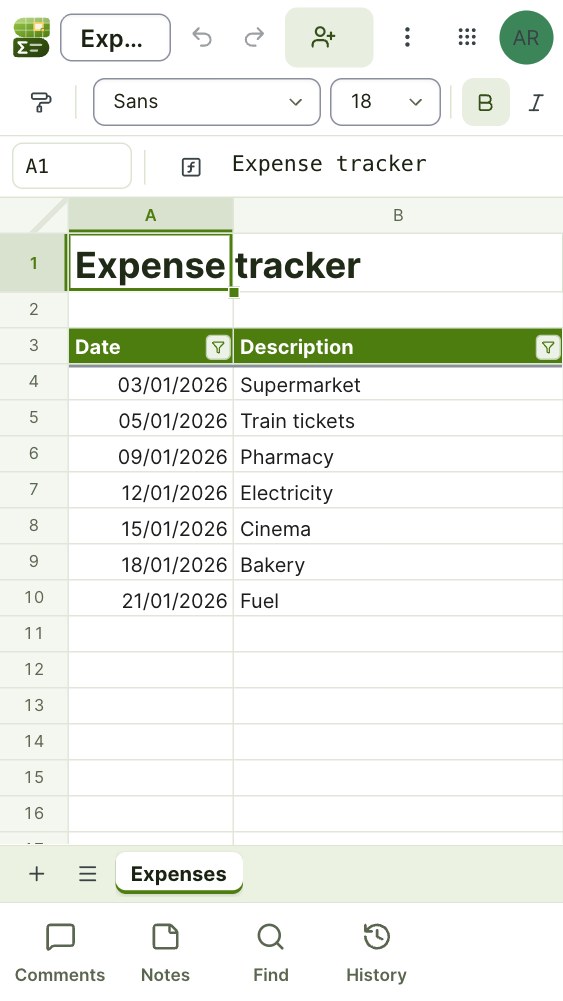 Exp... AR
Sans 18 B I
A1 Expense tracker
A B
1 Expense tracker
2
3 Date Description
4 03/01/2026 Supermarket
5 05/01/2026 Train tickets
6 09/01/2026 Pharmacy
7 12/01/2026 Electricity
8 15/01/2026 Cinema
9 18/01/2026 Bakery
10 21/01/2026 Fuel
11
12
13
14
15
16
Expenses
Comments Notes Find History